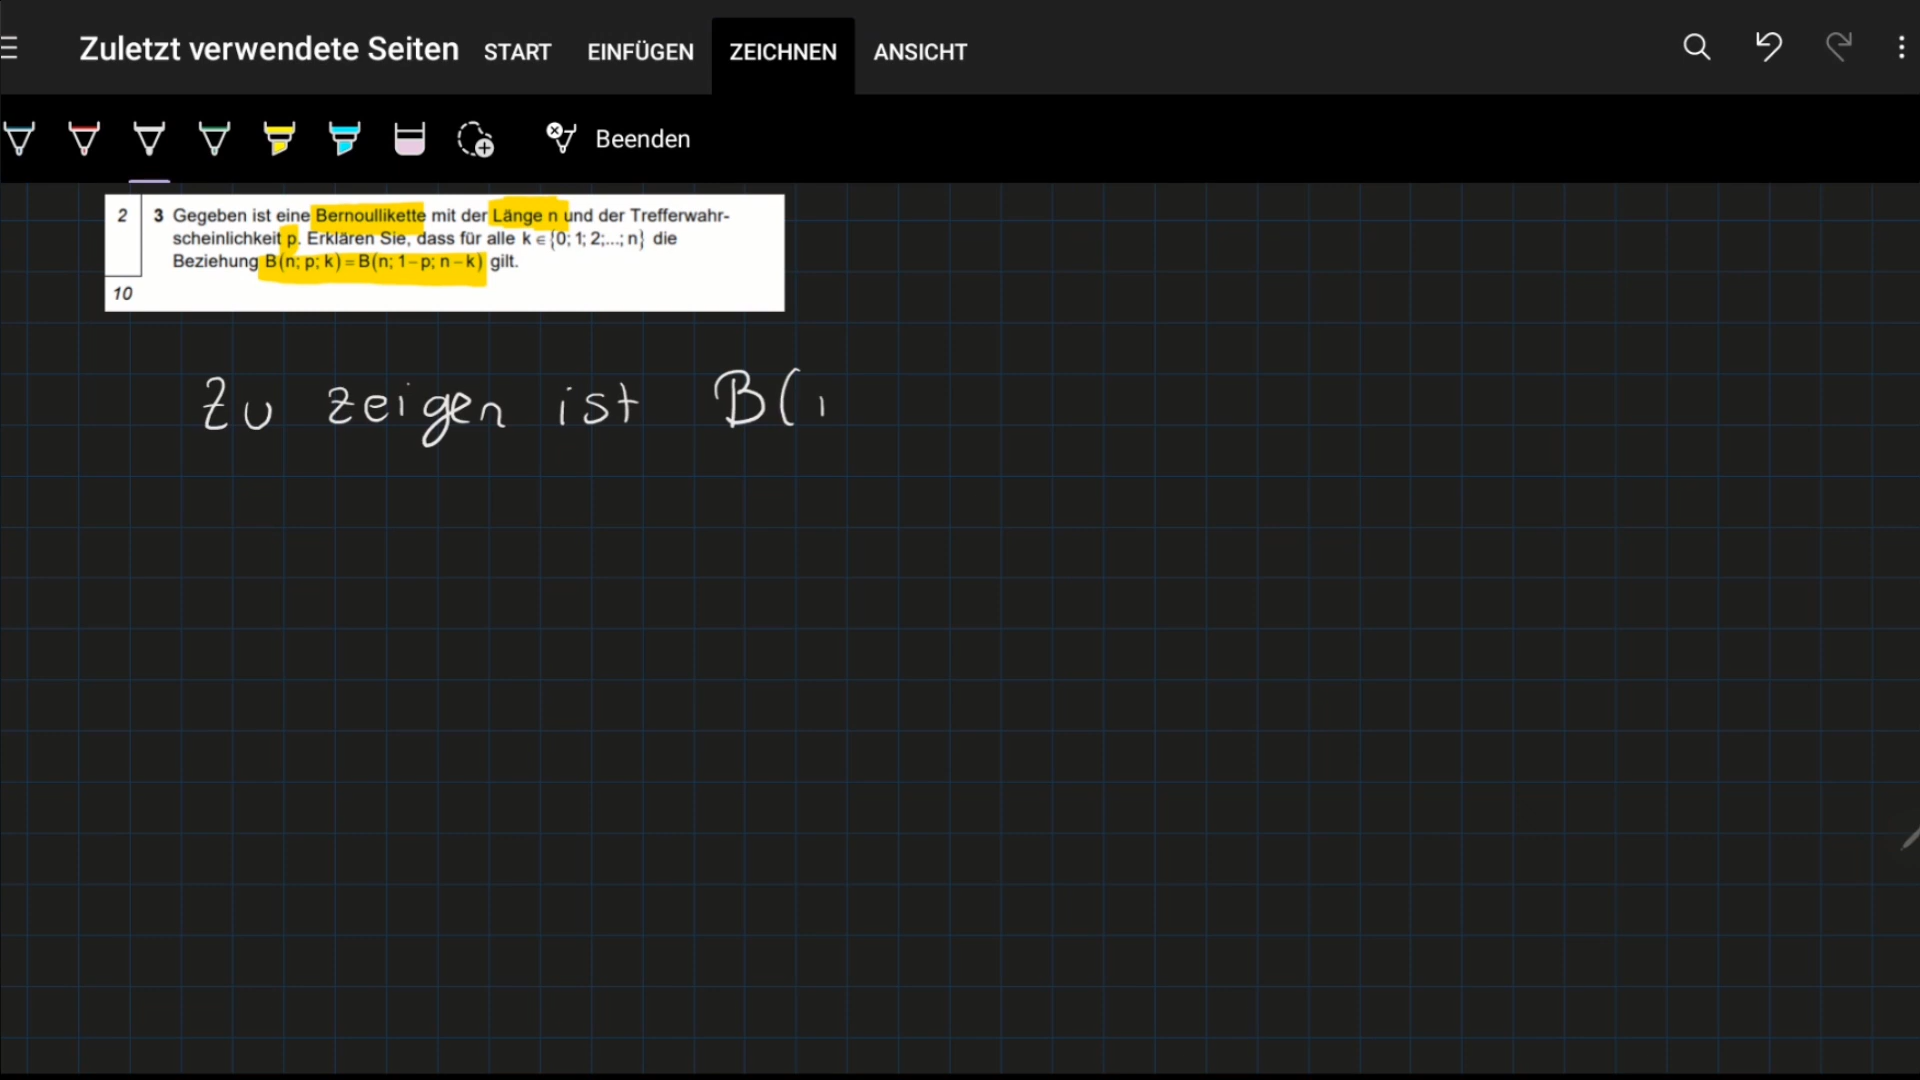 Zuletzt verwendete Seiten START EINFÜGEN ZEICHNEN ANSICHT
Beenden
2 3 Gegeben ist eine Bernoullikette mit der Länge n und der Trefferwahr-
scheinlichkeit p. Erklären Sie, dass für alle k ∈ {0; 1; 2;...; n} die
Beziehung B(n; p; k) = B(n; 1 – p; n – k) gilt.
10
Zu zeigen ist B(